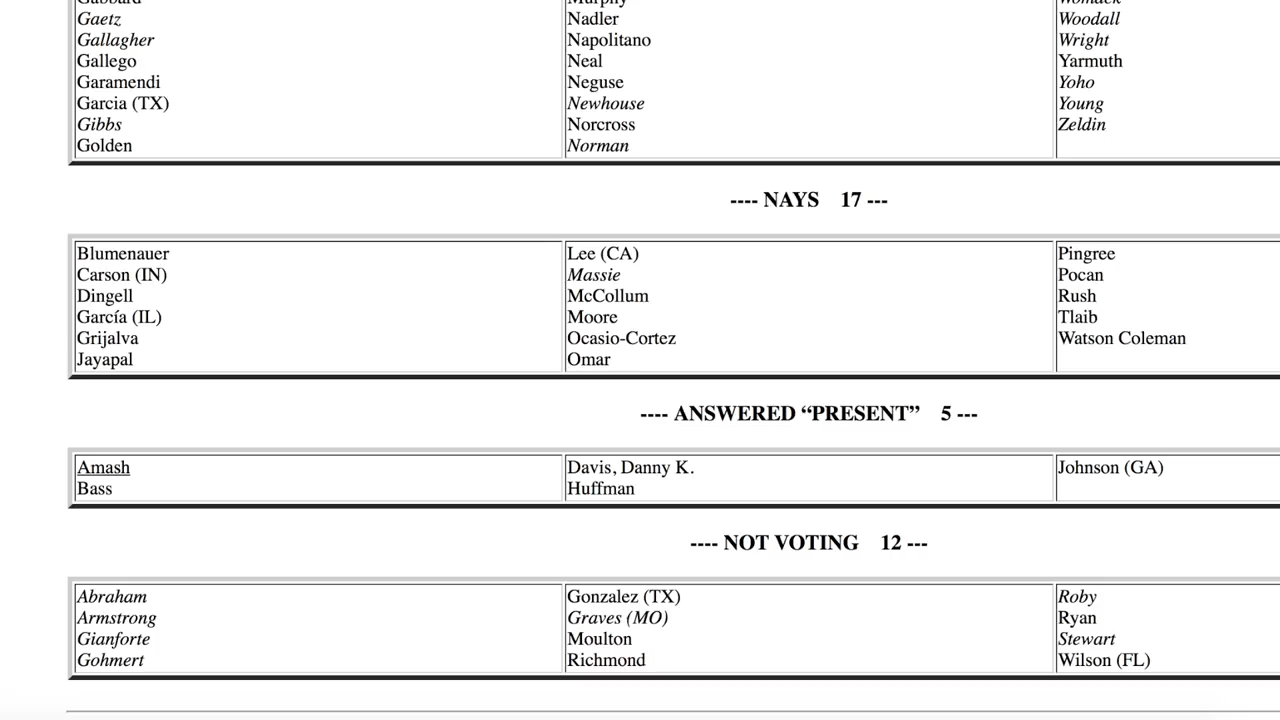 Gaetz
Gallagher
Gallego
Garamendi
Garcia (TX)
Gibbs
Golden
Murphy
Nadler
Napolitano
Neal
Neguse
Newhouse
Norcross
Norman
Womack
Woodall
Wright
Yarmuth
Yoho
Young
Zeldin
---- NAYS 17 ---
Blumenauer
Carson (IN)
Dingell
García (IL)
Grijalva
Jayapal
Lee (CA)
Massie
McCollum
Moore
Ocasio-Cortez
Omar
Pingree
Pocan
Rush
Tlaib
Watson Coleman
---- ANSWERED “PRESENT” 5 ---
Amash
Bass
Davis, Danny K.
Huffman
Johnson (GA)
---- NOT VOTING 12 ---
Abraham
Armstrong
Gianforte
Gohmert
Gonzalez (TX)
Graves (MO)
Moulton
Richmond
Roby
Ryan
Stewart
Wilson (FL)